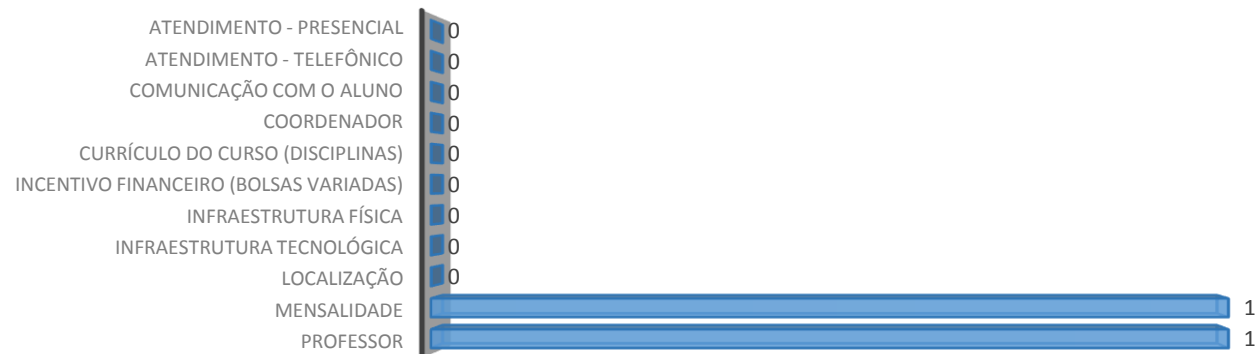 ATENDIMENTO - PRESENCIAL 0
ATENDIMENTO - TELEFÔNICO 0
COMUNICAÇÃO COM O ALUNO 0
COORDENADOR 0
CURRÍCULO DO CURSO (DISCIPLINAS) 0
INCENTIVO FINANCEIRO (BOLSAS VARIADAS) 0
INFRAESTRUTURA FÍSICA 0
INFRAESTRUTURA TECNOLÓGICA 0
LOCALIZAÇÃO 0
MENSALIDADE 1
PROFESSOR 1